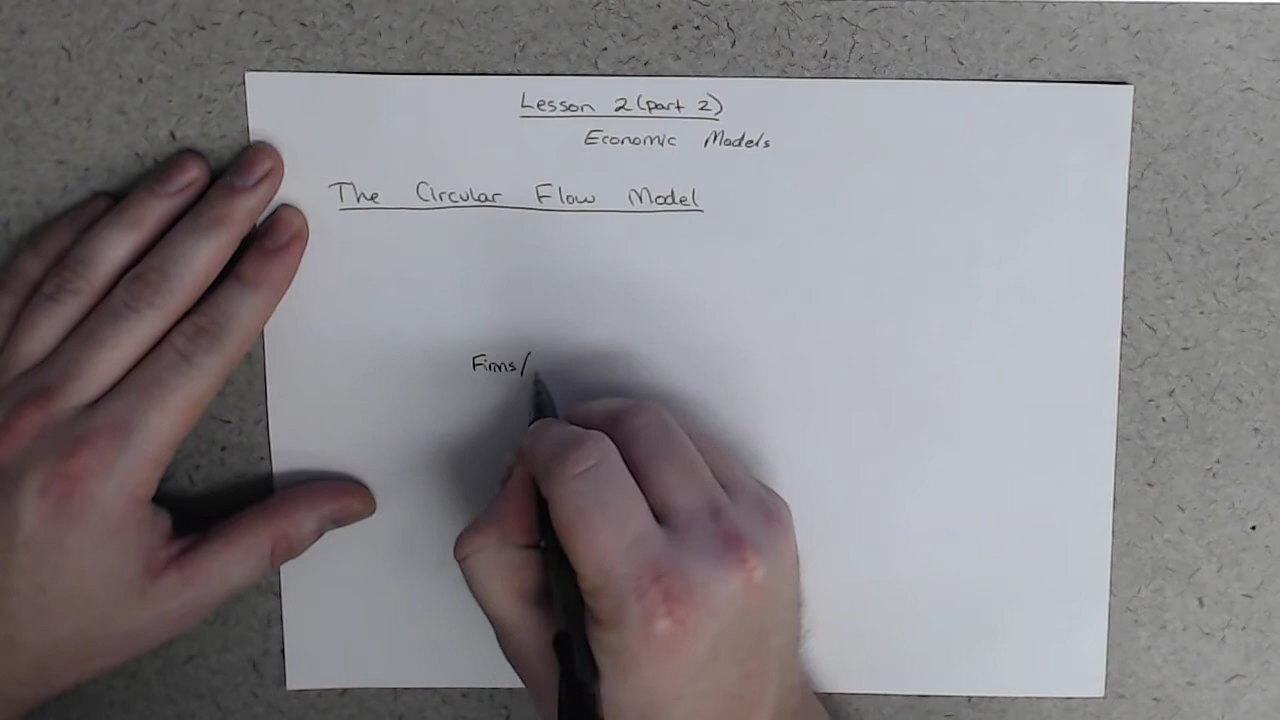 Lesson 2 (part 2)
Economic Models
The Circular Flow Model
Firms/